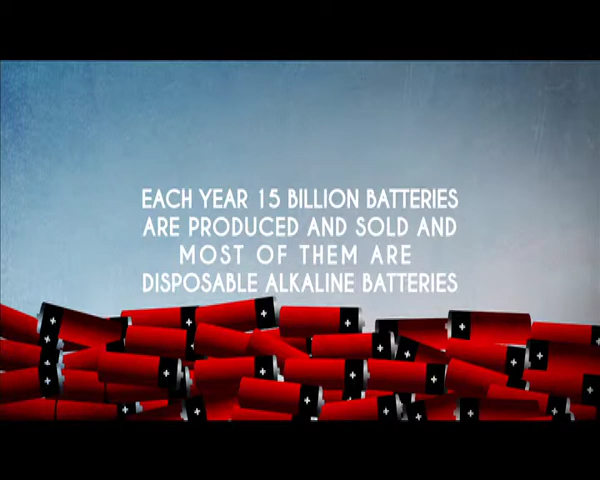 EACH YEAR 15 BILLION BATTERIES
ARE PRODUCED AND SOLD AND
MOST OF THEM ARE
DISPOSABLE ALKALINE BATTERIES